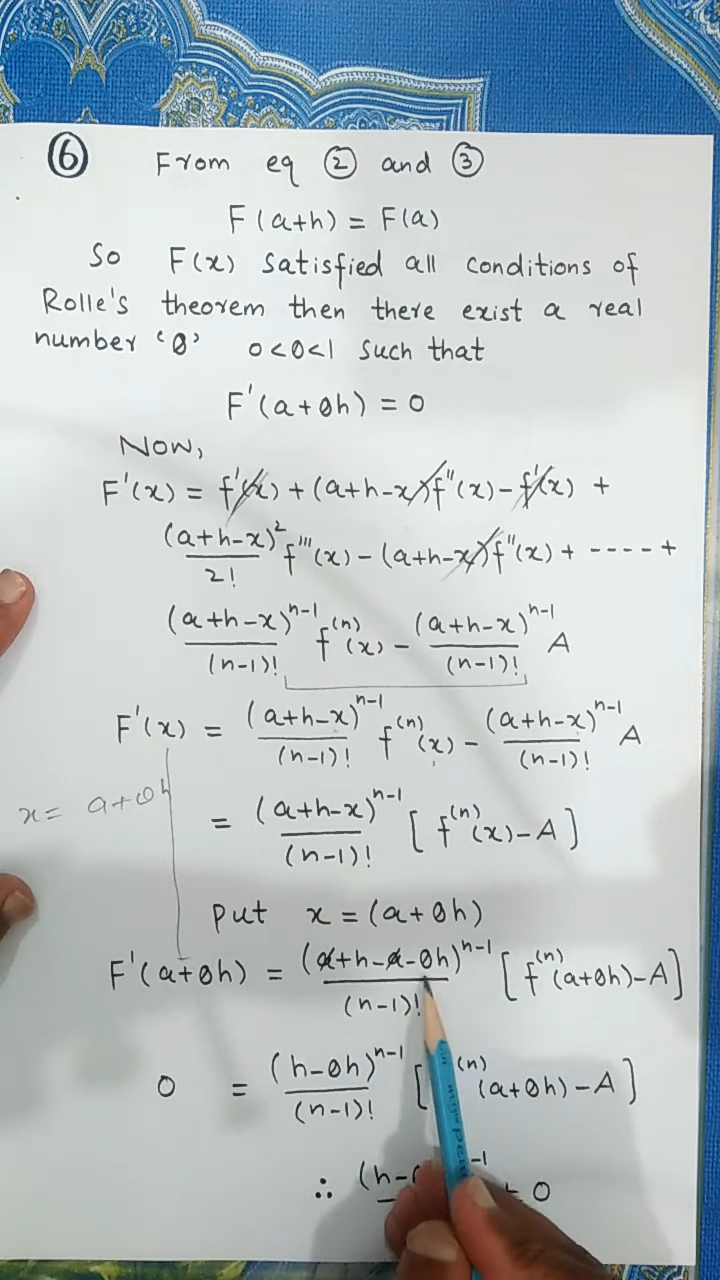 ⑥ From eq ② and ③
F(a+h) = F(a)
So F(x) satisfied all conditions of
Rolle's theorem then there exist a real
number 'θ' 0<θ<1 such that
F'(a+θh) = 0
Now,
F'(x) = f'(x) + (a+h-x)f''(x) - f'(x) +
(a+h-x)²/2! f'''(x) - (a+h-x)f''(x) + ---- +
(a+h-x)^{n-1}/(n-1)! f^{(n)}(x) - (a+h-x)^{n-1}/(n-1)! A
F'(x) = (a+h-x)^{n-1}/(n-1)! f^{(n)}(x) - (a+h-x)^{n-1}/(n-1)! A
x = a+θh
= (a+h-x)^{n-1}/(n-1)! [f^{(n)}(x)-A]
put x = (a+θh)
F'(a+θh) = (a+h-a-θh)^{n-1}/(n-1)! [f^{(n)}(a+θh)-A]
0 = (h-θh)^{n-1}/(n-1)! [ ^{(n)}(a+θh)-A]
∴ (h- -1 0